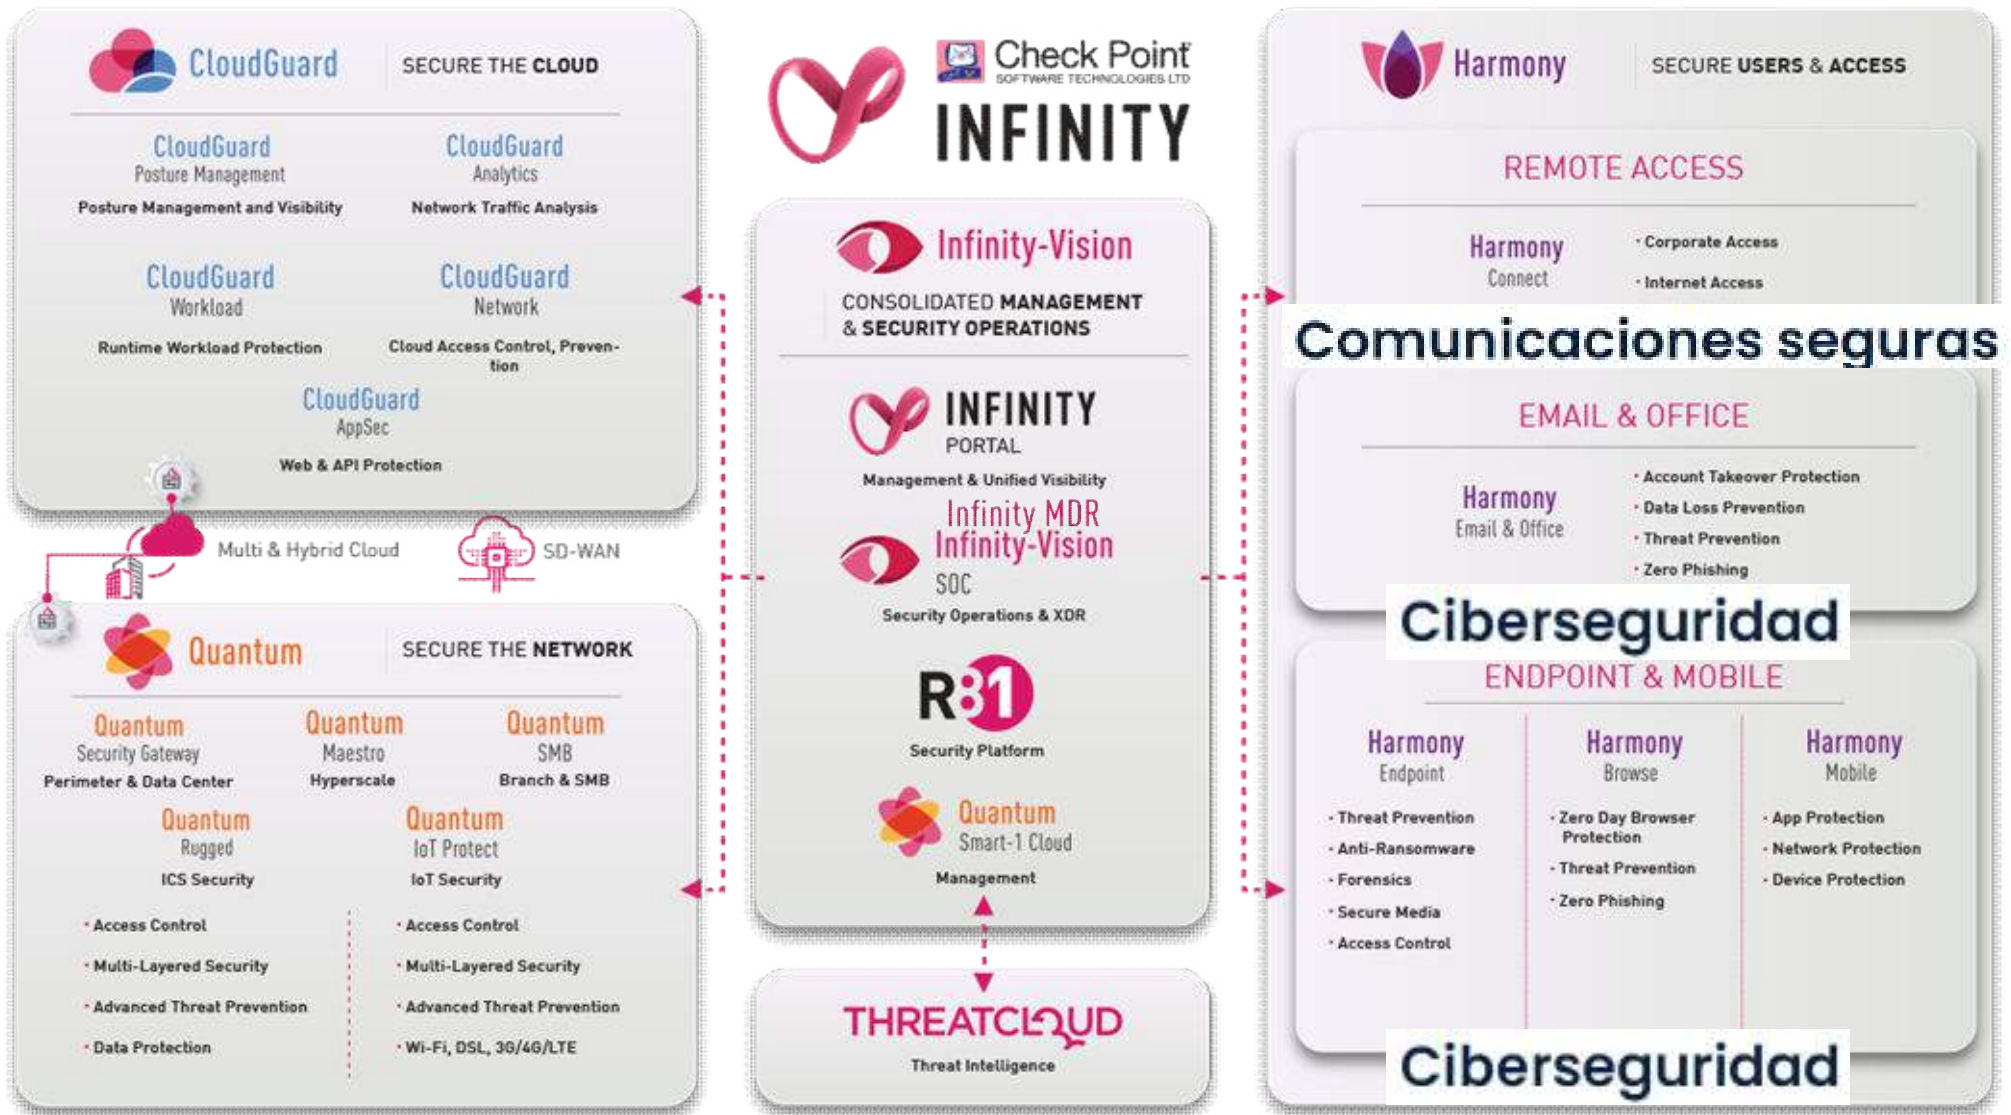 CloudGuard
SECURE THE CLOUD
CloudGuard
Posture Management
Posture Management and Visibility
CloudGuard
Analytics
Network Traffic Analysis
CloudGuard
Workload
Runtime Workload Protection
CloudGuard
Network
Cloud Access Control, Preven-
tion
CloudGuard
AppSec
Web & API Protection
Multi & Hybrid Cloud
SD-WAN
Quantum
SECURE THE NETWORK
Quantum
Security Gateway
Perimeter & Data Center
Quantum
Maestro
Hyperscale
Quantum
SMB
Branch & SMB
Quantum
Rugged
ICS Security
Quantum
IoT Protect
IoT Security
· Access Control
· Multi-Layered Security
· Advanced Threat Prevention
· Data Protection
· Access Control
· Multi-Layered Security
· Advanced Threat Prevention
· Wi-Fi, DSL, 3G/4G/LTE
Check Point
SOFTWARE TECHNOLOGIES LTD
INFINITY
Infinity-Vision
CONSOLIDATED MANAGEMENT
& SECURITY OPERATIONS
INFINITY
PORTAL
Management & Unified Visibility
Infinity MDR
Infinity-Vision
SOC
Security Operations & XDR
R81
Security Platform
Quantum
Smart-1 Cloud
Management
THREATCLOUD
Threat Intelligence
Harmony
SECURE USERS & ACCESS
REMOTE ACCESS
Harmony
Connect
· Corporate Access
· Internet Access
Comunicaciones seguras
EMAIL & OFFICE
Harmony
Email & Office
· Account Takeover Protection
· Data Loss Prevention
· Threat Prevention
· Zero Phishing
Ciberseguridad
ENDPOINT & MOBILE
Harmony
Endpoint
· Threat Prevention
· Anti-Ransomware
· Forensics
· Secure Media
· Access Control
Harmony
Browse
· Zero Day Browser
Protection
· Threat Prevention
· Zero Phishing
Harmony
Mobile
· App Protection
· Network Protection
· Device Protection
Ciberseguridad